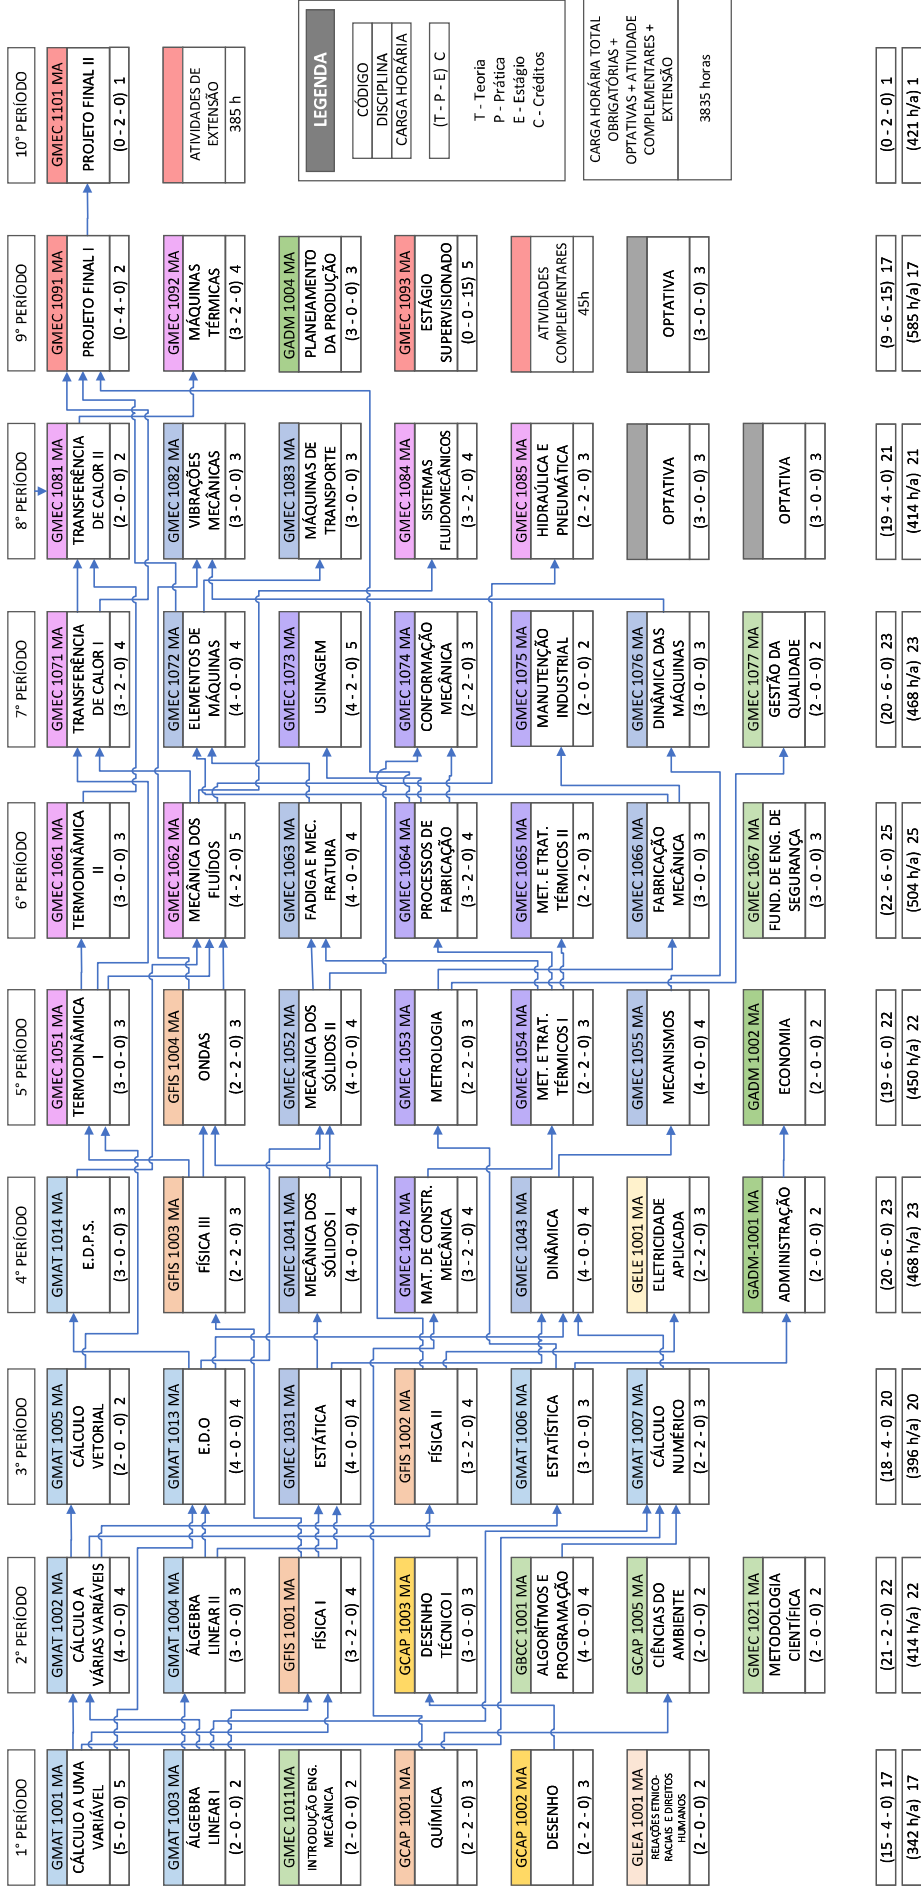 1° PERÍODO
GMAT 1001 MA
CÁLCULO A UMA
VARIÁVEL
(5 - 0 - 0) 5
GMAT 1003 MA
ÁLGEBRA
LINEAR I
(2 - 0 - 0) 2
GMEC 1011MA
INTRODUÇÃO ENG.
MECÂNICA
(2 - 0 - 0) 2
GCAP 1001 MA
QUÍMICA
(2 - 2 - 0) 3
GCAP 1002 MA
DESENHO
(2 - 2 - 0) 3
GLEA 1001 MA
RELAÇÕES ETNICO-
RACIAIS E DIREITOS
HUMANOS
(2 - 0 - 0) 2
(15 - 4 - 0) 17
(342 h/a) 17
2° PERÍODO
GMAT 1002 MA
CÁLCULO A
VÁRIAS VARIÁVEIS
(4 - 0 - 0) 4
GMAT 1004 MA
ÁLGEBRA
LINEAR II
(3 - 0 - 0) 3
GFIS 1001 MA
FÍSICA I
(3 - 2 - 0) 4
GCAP 1003 MA
DESENHO
TÉCNICO I
(3 - 0 - 0) 3
GBCC 1001 MA
ALGORÍTMOS E
PROGRAMAÇÃO
(4 - 0 - 0) 4
GCAP 1005 MA
CIÊNCIAS DO
AMBIENTE
(2 - 0 - 0) 2
GMEC 1021 MA
METODOLOGIA
CIENTÍFICA
(2 - 0 - 0) 2
(21 - 2 - 0) 22
(414 h/a) 22
3° PERÍODO
GMAT 1005 MA
CÁLCULO
VETORIAL
(2 - 0 - 0) 2
GMAT 1013 MA
E.D.O
(4 - 0 - 0) 4
GMEC 1031 MA
ESTÁTICA
(4 - 0 - 0) 4
GFIS 1002 MA
FÍSICA II
(3 - 2 - 0) 4
GMAT 1006 MA
ESTATÍSTICA
(3 - 0 - 0) 3
GMAT 1007 MA
CÁLCULO
NUMÉRICO
(2 - 2 - 0) 3
(18 - 4 - 0) 20
(396 h/a) 20
4° PERÍODO
GMAT 1014 MA
E.D.P.S.
(3 - 0 - 0) 3
GFIS 1003 MA
FÍSICA III
(2 - 2 - 0) 3
GMEC 1041 MA
MECÂNICA DOS
SÓLIDOS I
(4 - 0 - 0) 4
GMEC 1042 MA
MAT. DE CONSTR.
MECÂNICA
(3 - 2 - 0) 4
GMEC 1043 MA
DINÂMICA
(4 - 0 - 0) 4
GELE 1001 MA
ELETRICIDADE
APLICADA
(2 - 2 - 0) 3
GADM-1001 MA
ADMINISTRAÇÃO
(2 - 0 - 0) 2
(20 - 6 - 0) 23
(468 h/a) 23
5° PERÍODO
GMEC 1051 MA
TERMODINÂMICA
I
(3 - 0 - 0) 3
GFIS 1004 MA
ONDAS
(2 - 2 - 0) 3
GMEC 1052 MA
MECÂNICA DOS
SÓLIDOS II
(4 - 0 - 0) 4
GMEC 1053 MA
METROLOGIA
(2 - 2 - 0) 3
GMEC 1054 MA
MET. E TRAT.
TÉRMICOS I
(2 - 2 - 0) 3
GMEC 1055 MA
MECANISMOS
(4 - 0 - 0) 4
GADM 1002 MA
ECONOMIA
(2 - 0 - 0) 2
(19 - 6 - 0) 22
(450 h/a) 22
6° PERÍODO
GMEC 1061 MA
TERMODINÂMICA
II
(3 - 0 - 0) 3
GMEC 1062 MA
MECÂNICA DOS
FLUÍDOS
(4 - 2 - 0) 5
GMEC 1063 MA
FADIGA E MEC.
FRATURA
(4 - 0 - 0) 4
GMEC 1064 MA
PROCESSOS DE
FABRICAÇÃO
(3 - 2 - 0) 4
GMEC 1065 MA
MET. E TRAT.
TÉRMICOS II
(2 - 2 - 0) 3
GMEC 1066 MA
FABRICAÇÃO
MECÂNICA
(3 - 0 - 0) 3
GMEC 1067 MA
FUND. DE ENG. DE
SEGURANÇA
(3 - 0 - 0) 3
(22 - 6 - 0) 25
(504 h/a) 25
7° PERÍODO
GMEC 1071 MA
TRANSFERÊNCIA
DE CALOR I
(3 - 2 - 0) 4
GMEC 1072 MA
ELEMENTOS DE
MÁQUINAS
(4 - 0 - 0) 4
GMEC 1073 MA
USINAGEM
(4 - 2 - 0) 5
GMEC 1074 MA
CONFORMAÇÃO
MECÂNICA
(2 - 2 - 0) 3
GMEC 1075 MA
MANUTENÇÃO
INDUSTRIAL
(2 - 0 - 0) 2
GMEC 1076 MA
DINÂMICA DAS
MÁQUINAS
(3 - 0 - 0) 3
GMEC 1077 MA
GESTÃO DA
QUALIDADE
(2 - 0 - 0) 2
(20 - 6 - 0) 23
(468 h/a) 23
8° PERÍODO
GMEC 1081 MA
TRANSFERÊNCIA
DE CALOR II
(2 - 0 - 0) 2
GMEC 1082 MA
VIBRAÇÕES
MECÂNICAS
(3 - 0 - 0) 3
GMEC 1083 MA
MÁQUINAS DE
TRANSPORTE
(3 - 0 - 0) 3
GMEC 1084 MA
SISTEMAS
FLUIDOMECÂNICOS
(3 - 2 - 0) 4
GMEC 1085 MA
HIDRAÚLICA E
PNEUMÁTICA
(2 - 2 - 0) 3
OPTATIVA
(3 - 0 - 0) 3
OPTATIVA
(3 - 0 - 0) 3
(19 - 4 - 0) 21
(414 h/a) 21
9° PERÍODO
GMEC 1091 MA
PROJETO FINAL I
(0 - 4 - 0) 2
GMEC 1092 MA
MÁQUINAS
TÉRMICAS
(3 - 2 - 0) 4
GADM 1004 MA
PLANEJAMENTO
DA PRODUÇÃO
(3 - 0 - 0) 3
GMEC 1093 MA
ESTÁGIO
SUPERVISIONADO
(0 - 0 - 15) 5
ATIVIDADES
COMPLEMENTARES
45h
OPTATIVA
(3 - 0 - 0) 3
(9 - 6 - 15) 17
(585 h/a) 17
10° PERÍODO
GMEC 1101 MA
PROJETO FINAL II
(0 - 2 - 0) 1
ATIVIDADES DE
EXTENSÃO
385 h
LEGENDA
CÓDIGO
DISCIPLINA
CARGA HORÁRIA
(T - P - E) C
T - Teoria
P - Prática
E - Estágio
C - Créditos
CARGA HORÁRIA TOTAL
OBRIGATÓRIAS +
OPTATIVAS + ATIVIDADE
COMPLEMENTARES +
EXTENSÃO
3835 horas
(0 - 2 - 0) 1
(421 h/a) 1